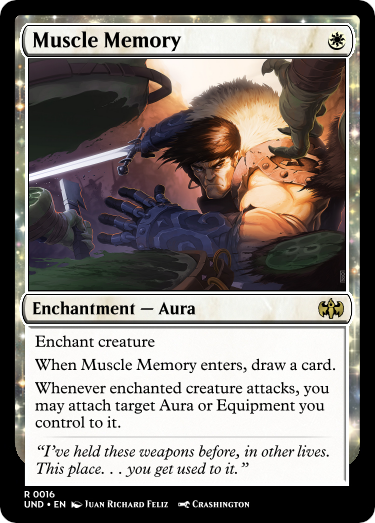 Muscle Memory
Enchantment — Aura
Enchant creature
When Muscle Memory enters, draw a card.
Whenever enchanted creature attacks, you
may attach target Aura or Equipment you
control to it.
“I’ve held these weapons before, in other lives.
This place. . . you get used to it.”
R 0016
UND • EN Juan Richard Feliz Crashington